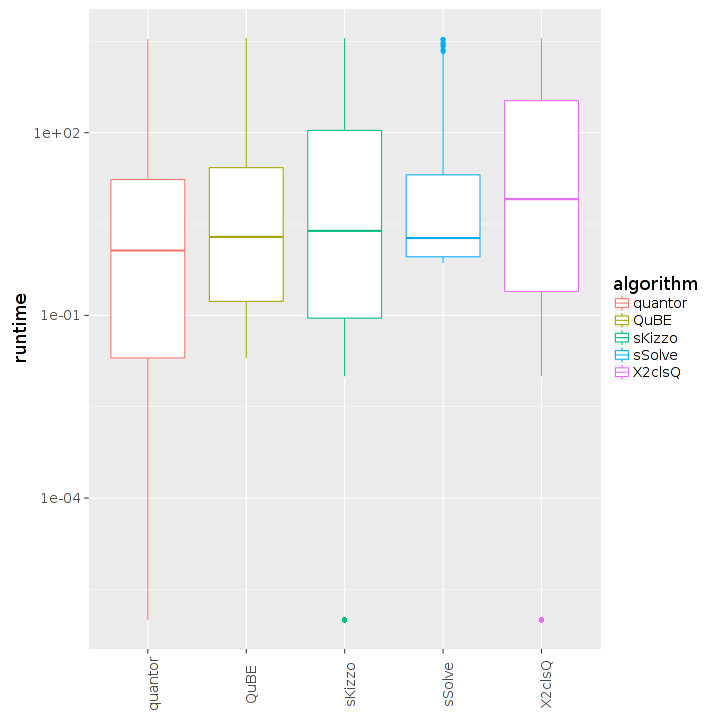 1e+02
1e-01
1e-04
runtime
quantor
QuBE
sKizzo
sSolve
X2clsQ
algorithm
quantor
QuBE
sKizzo
sSolve
X2clsQ